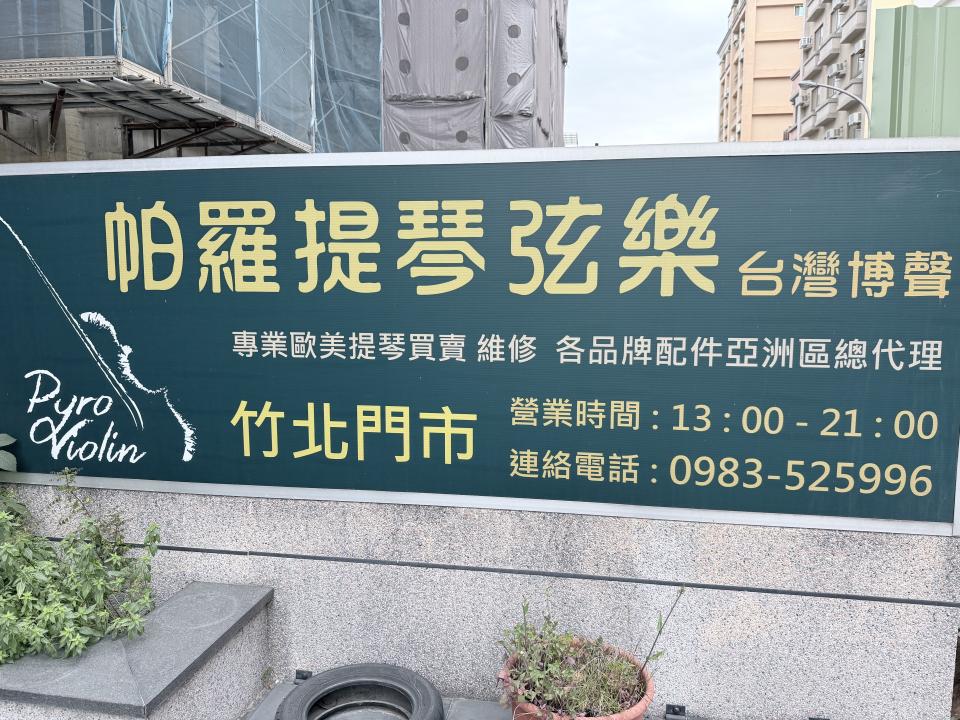 帕羅提琴弦樂 台灣博聲
專業歐美提琴買賣 維修 各品牌配件亞洲區總代理
Pyro
Violin
竹北門市
營業時間 : 13 : 00 - 21 : 00
連絡電話 : 0983-525996